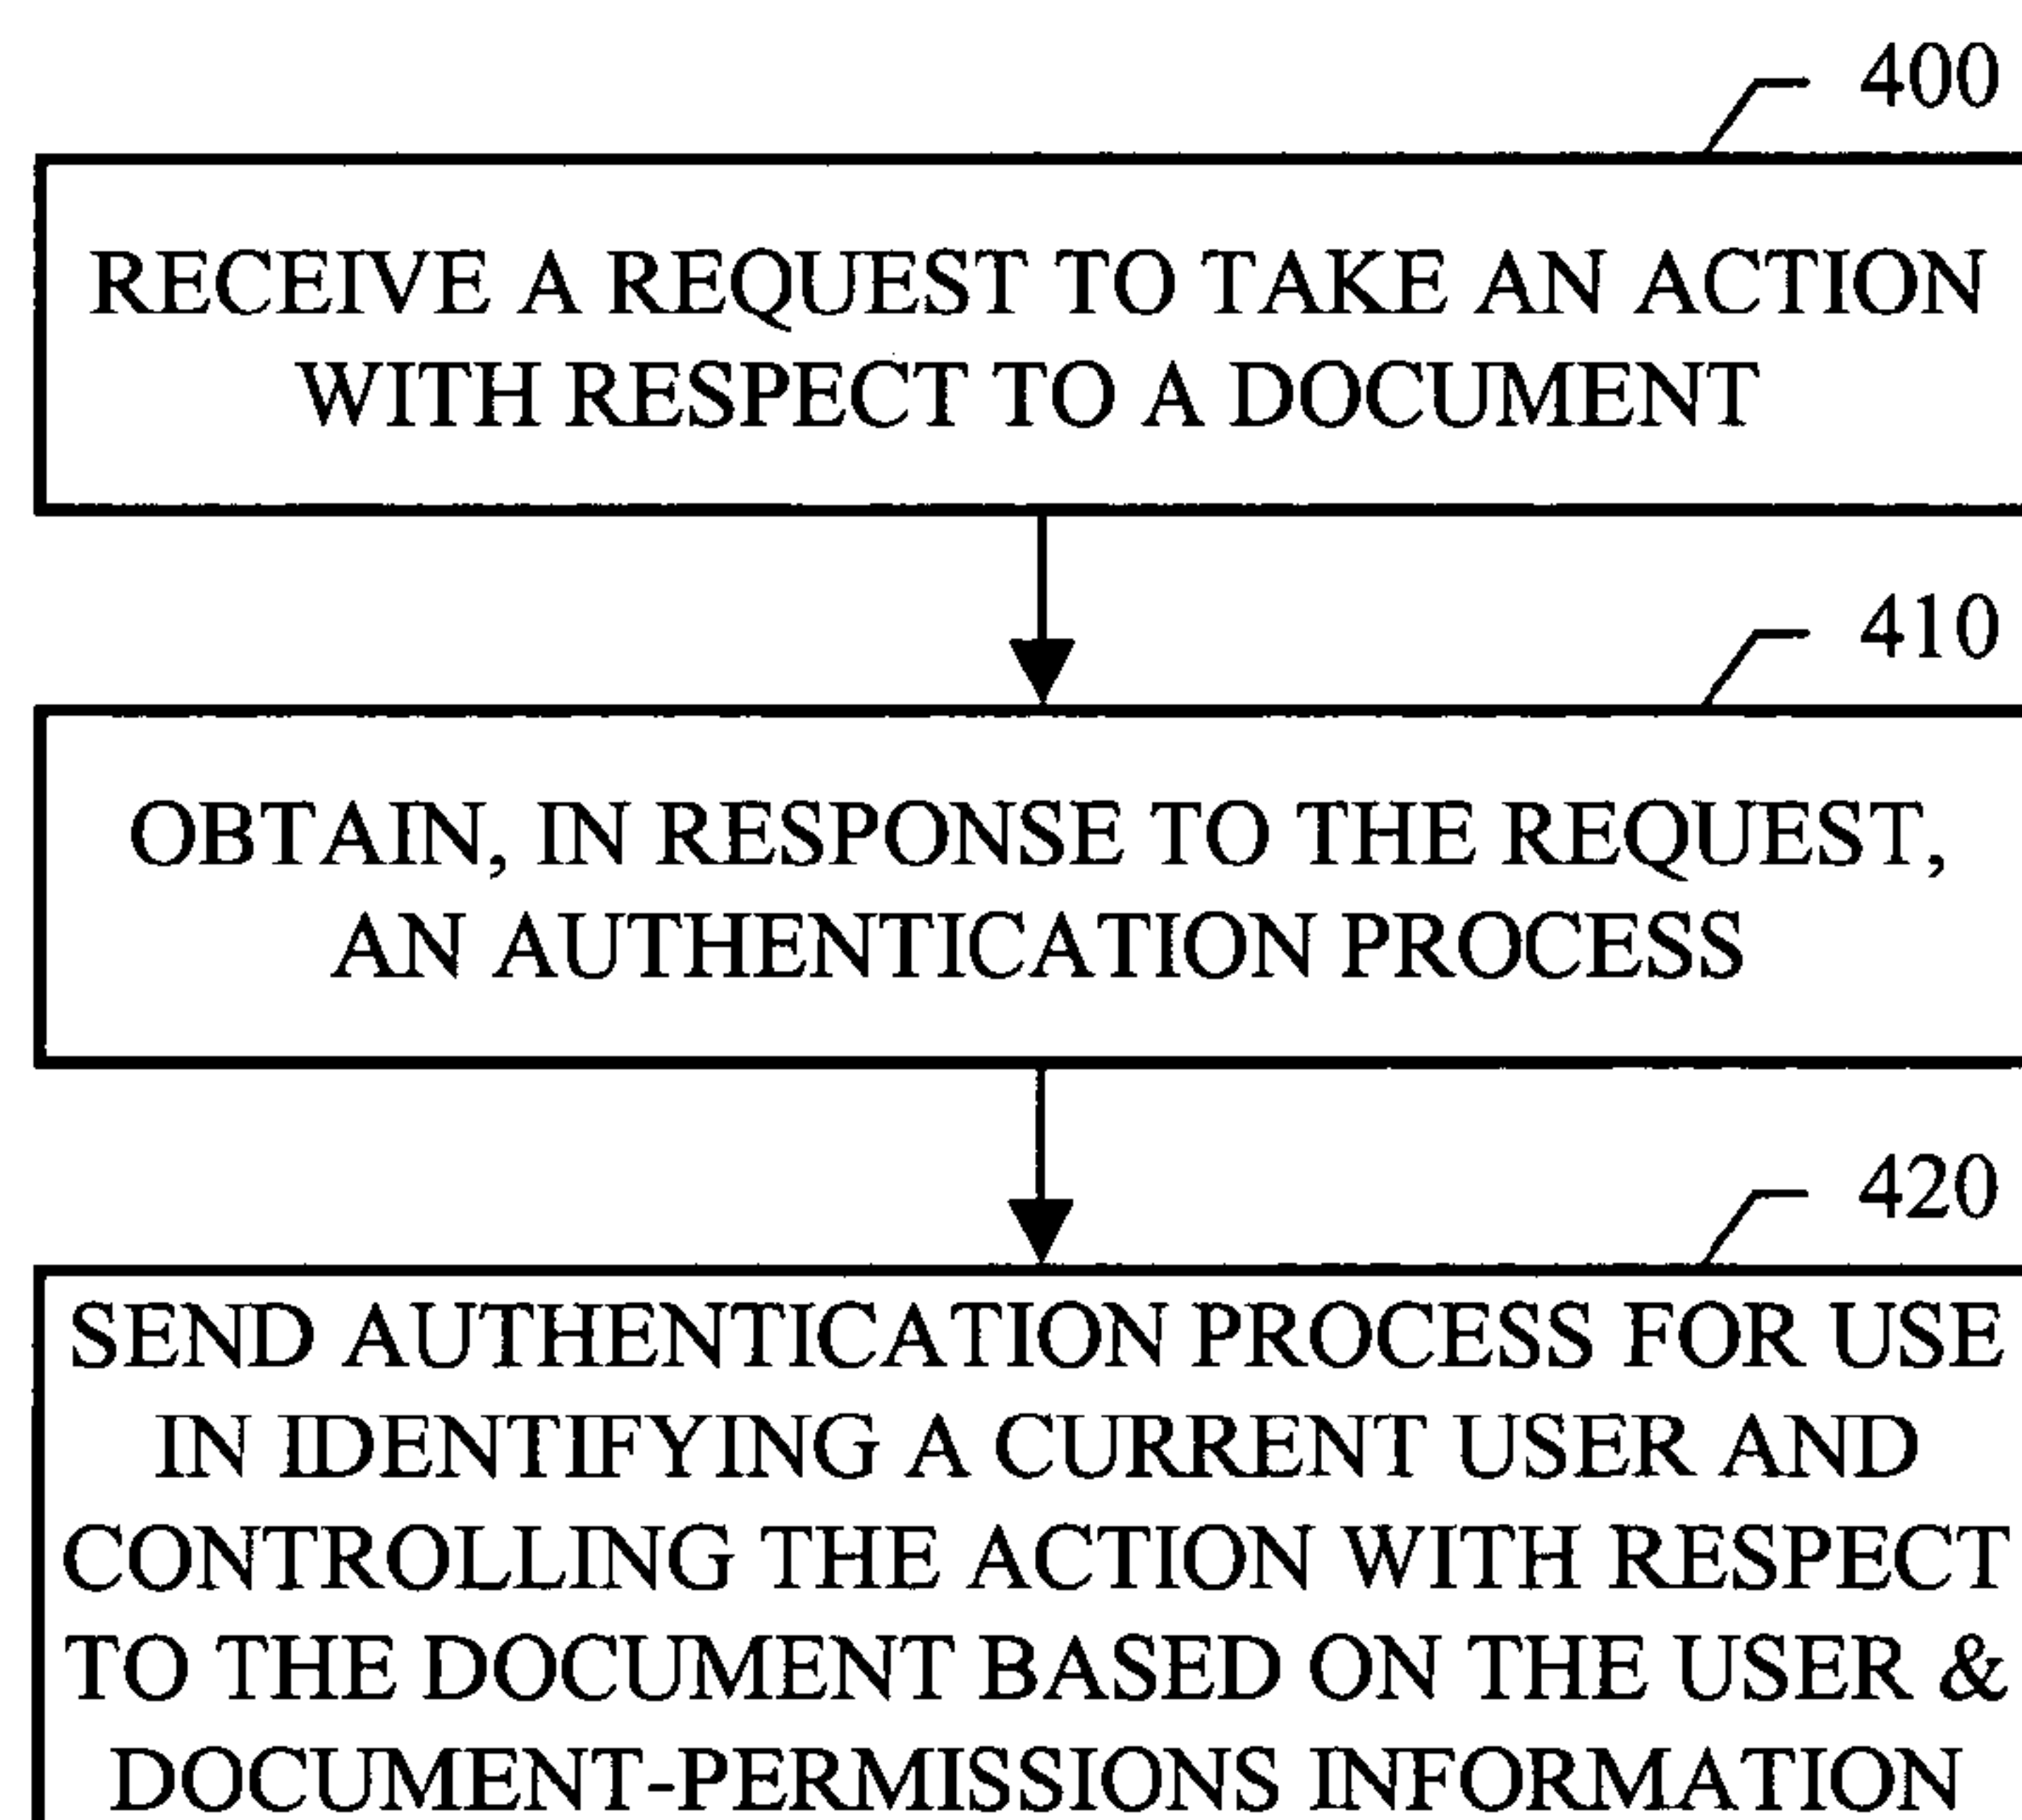 400
RECEIVE A REQUEST TO TAKE AN ACTION
WITH RESPECT TO A DOCUMENT
410
OBTAIN, IN RESPONSE TO THE REQUEST,
AN AUTHENTICATION PROCESS
420
SEND AUTHENTICATION PROCESS FOR USE
IN IDENTIFYING A CURRENT USER AND
CONTROLLING THE ACTION WITH RESPECT
TO THE DOCUMENT BASED ON THE USER &
DOCUMENT-PERMISSIONS INFORMATION